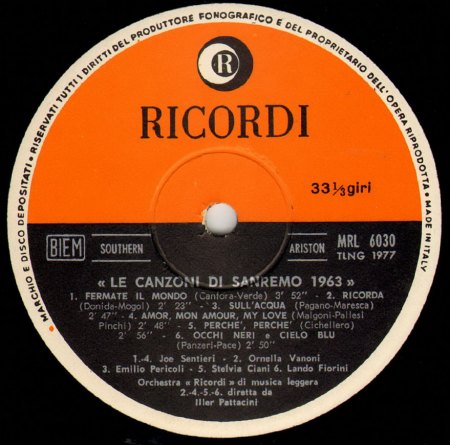 MARCHIO E DISCO DEPOSITATI • RISERVATI TUTTI I DIRITTI DEL PRODUTTORE FONOGRAFICO E DEL PROPRIETARIO DELL'OPERA RIPRODOTTA • MADE IN ITALY
R
RICORDI
33 1/3 giri
BIEM SOUTHERN ARISTON MRL 6030
TLNG 1977
« LE CANZONI DI SANREMO 1963 »
1. FERMATE IL MONDO (Cantora-Verde) 3' 52" - 2. RICORDA
(Donida-Mogol) 2' 23" - 3. SULL'ACQUA (Pagano-Maresca)
2' 47" - 4. AMOR, MON AMOUR, MY LOVE (Malgoni-Pallesi
Pinchi) 2' 48" - 5. PERCHE', PERCHE' (Cichellero)
2' 56" - 6. OCCHI NERI e CIELO BLU
(Panzeri-Pace) 2' 50"
1.-4. Joe Sentieri - 2. Ornella Vanoni
3. Emilio Pericoli - 5. Stelvia Ciani 6. Lando Fiorini
Orchestra « Ricordi » di musica leggera
2.-4.-5.-6. diretta da
Iller Pattacini